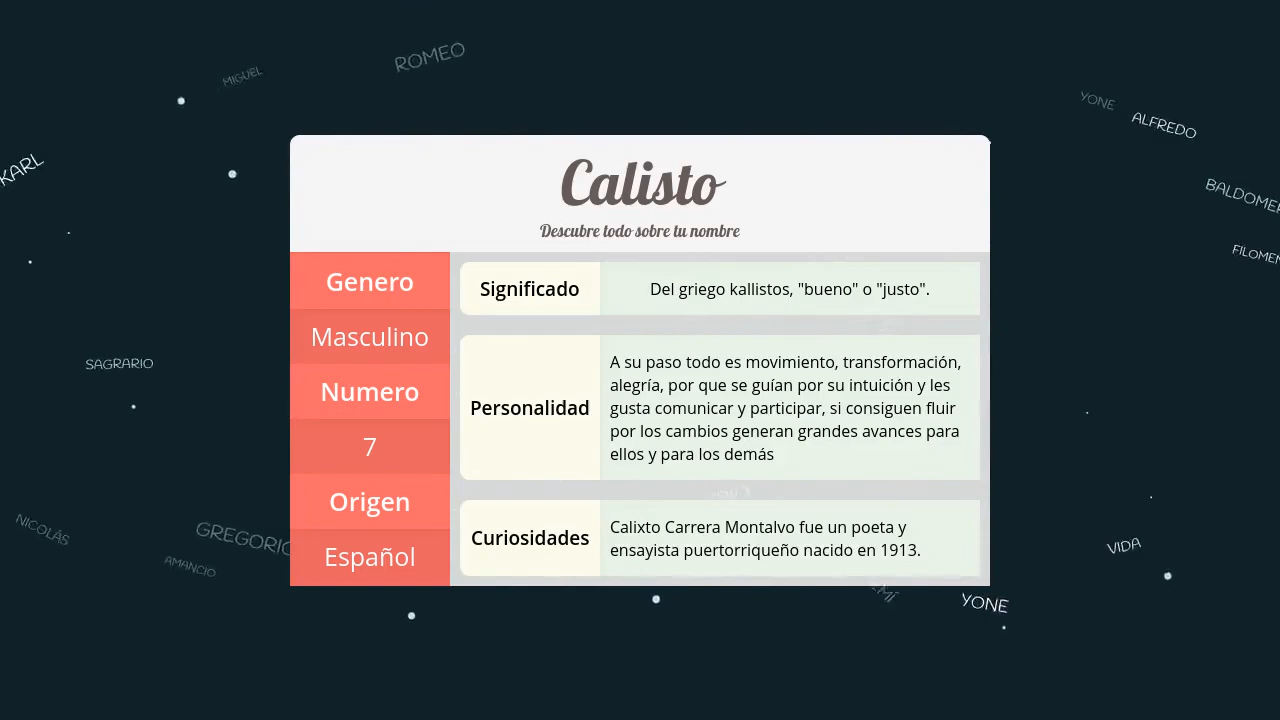 ROMEO
MIGUEL
YONE
ALFREDO
KARL
Calisto
Descubre todo sobre tu nombre
Genero
Masculino
Numero
7
Origen
Español
Significado
Del griego kallistos, "bueno" o "justo".
Personalidad
A su paso todo es movimiento, transformación,
alegría, por que se guían por su intuición y les
gusta comunicar y participar, si consiguen fluir
por los cambios generan grandes avances para
ellos y para los demás
Curiosidades
Calixto Carrera Montalvo fue un poeta y
ensayista puertorriqueño nacido en 1913.
SAGRARIO
NICOLÁS
GREGORIO
AMANCIO
VIDA
YONE